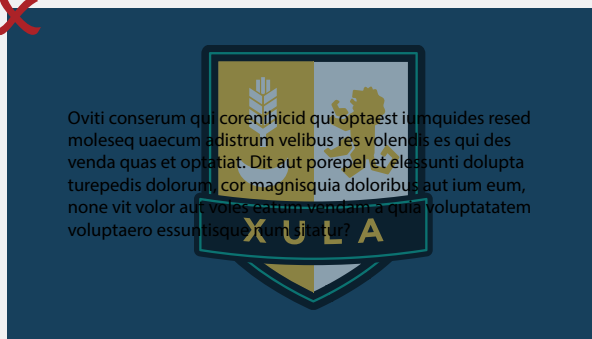 Oviti conserum qui corenihicid qui optaest iumquides resed
moleseq uaecum adistrum velibus res volendis es qui des
venda quas et optatiat. Dit aut porepel et elessunti dolupta
turepedis dolorum, cor magnisquia doloribus aut ium eum,
none vit volor aut voles eatum vendam a quia voluptatatem
voluptaero essuntisque num sitatur?
XULA